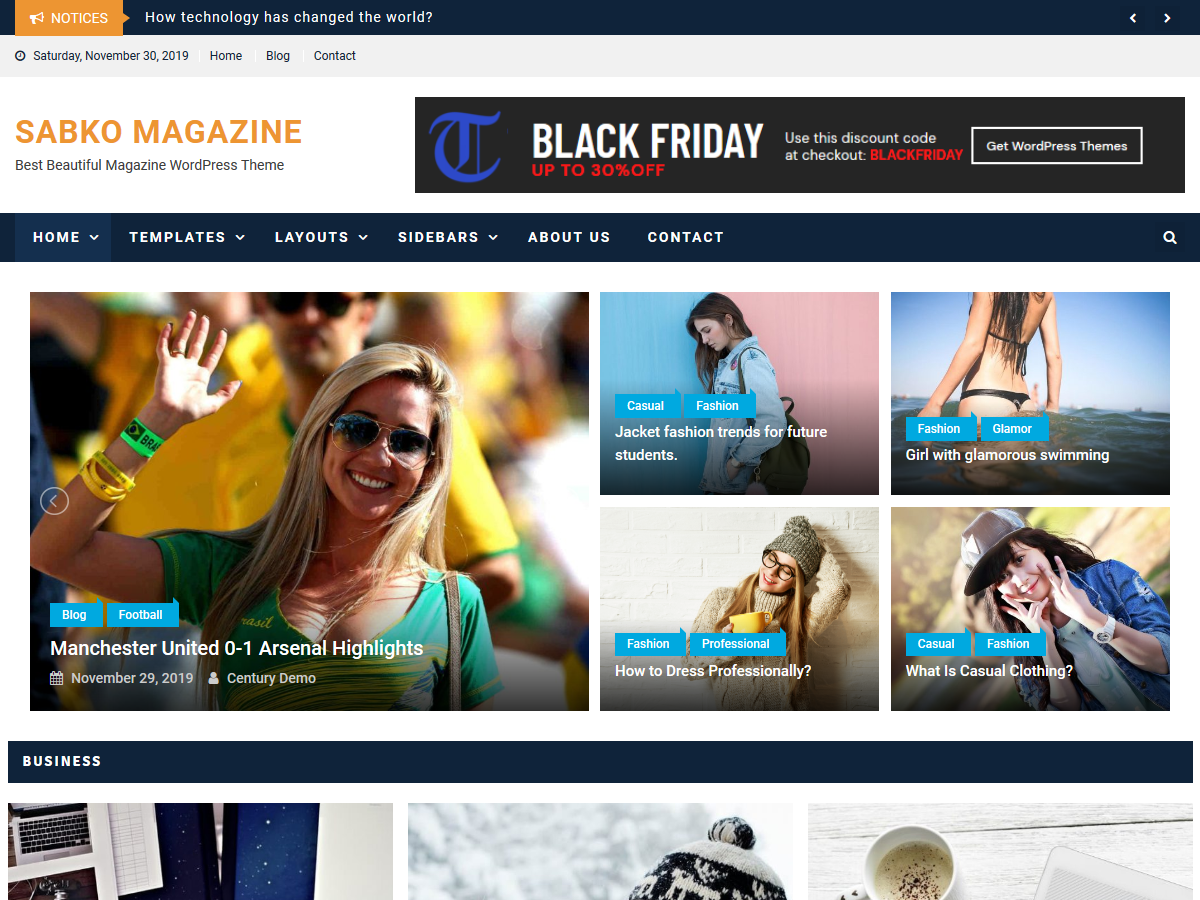 NOTICES
How technology has changed the world?
Saturday, November 30, 2019
Home
Blog
Contact
SABKO MAGAZINE
Best Beautiful Magazine WordPress Theme
BLACK FRIDAY
UP TO 30%OFF
Use this discount code
at checkout: BLACKFRIDAY
Get WordPress Themes
HOME
TEMPLATES
LAYOUTS
SIDEBARS
ABOUT US
CONTACT
Blog
Football
Manchester United 0-1 Arsenal Highlights
November 29, 2019
Century Demo
Casual
Fashion
Jacket fashion trends for future
students.
Fashion
Glamor
Girl with glamorous swimming
Fashion
Professional
How to Dress Professionally?
Casual
Fashion
What Is Casual Clothing?
BUSINESS